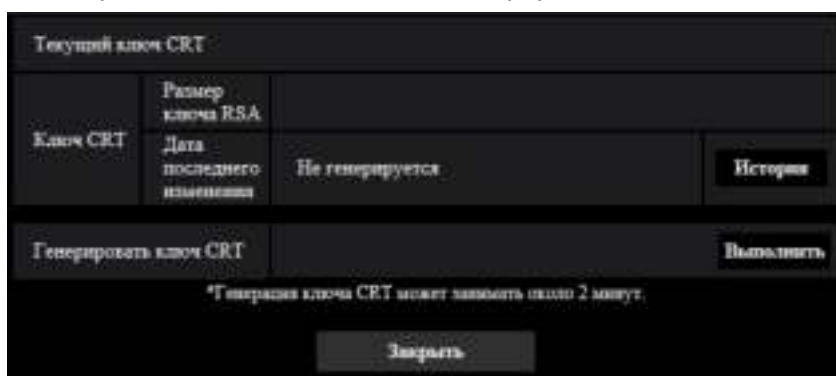 Текущий ключ CRT
Ключ CRT
Размер
ключа RSA
Дата
последнего
изменения
Не генерируется
История
Генерировать ключ CRT
Выполнить
*Генерация ключа CRT может занимать около 2 минут.
Закрыть